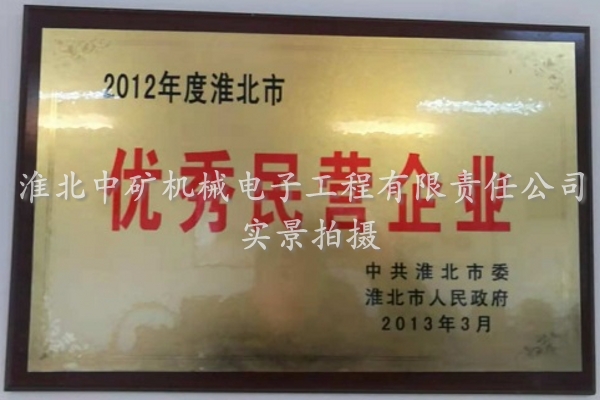 2012年度淮北市
优秀民营企业
淮北中矿机械电子工程有限责任公司
实景拍摄
中共淮北市委
淮北市人民政府
2013年3月